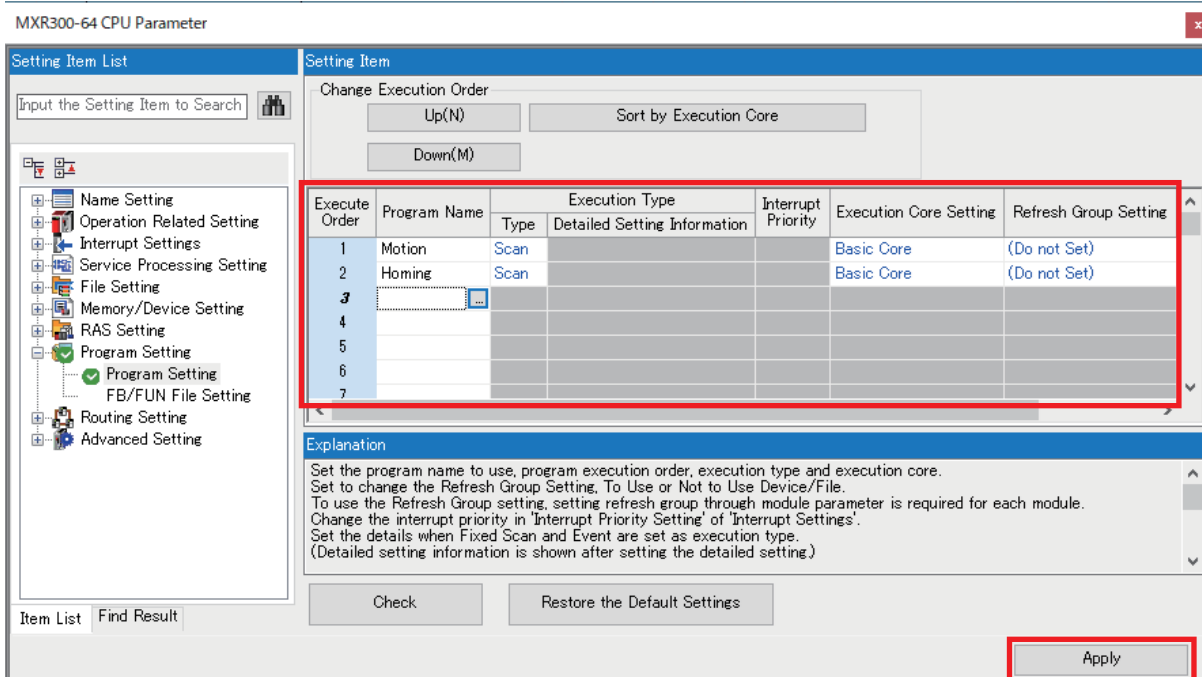 MXR300-64 CPU Parameter
x
Setting Item List
Input the Setting Item to Search
Name Setting
Operation Related Setting
Interrupt Settings
Service Processing Setting
File Setting
Memory/Device Setting
RAS Setting
Program Setting
Program Setting
FB/FUN File Setting
Routing Setting
Advanced Setting
Item List Find Result
Setting Item
Change Execution Order
Up(N) Sort by Execution Core
Down(M)
Execute Order Program Name Execution Type Interrupt Priority Execution Core Setting Refresh Group Setting
Type Detailed Setting Information
1 Motion Scan Basic Core (Do not Set)
2 Homing Scan Basic Core (Do not Set)
3 ...
4
5
6
7
Explanation
Set the program name to use, program execution order, execution type and execution core.
Set to change the Refresh Group Setting, To Use or Not to Use Device/File.
To use the Refresh Group setting, setting refresh group through module parameter is required for each module.
Change the interrupt priority in 'Interrupt Priority Setting' of 'Interrupt Settings'.
Set the details when Fixed Scan and Event are set as execution type.
(Detailed setting information is shown after setting the detailed setting.)
Check Restore the Default Settings
Apply